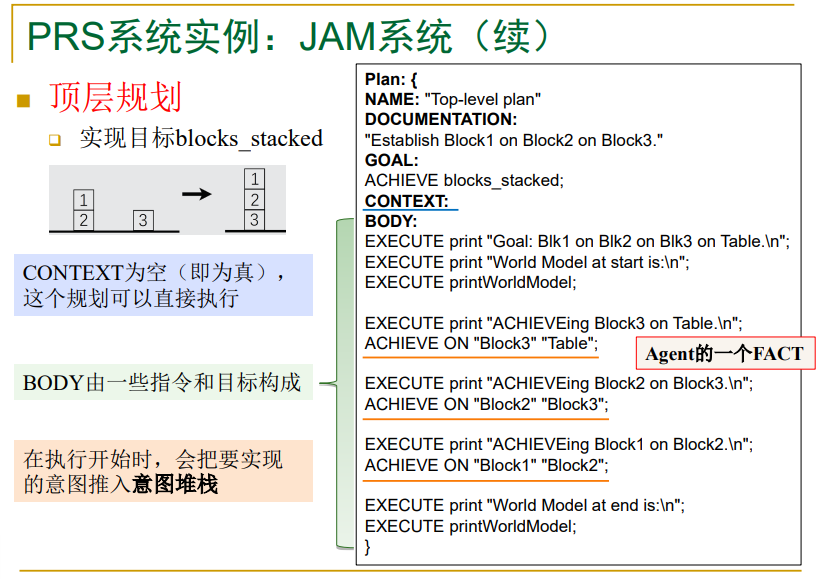 PRS系统实例：JAM系统（续）
顶层规划
实现目标blocks_stacked
1
2
3
1
2
3
CONTEXT为空（即为真），
这个规划可以直接执行
BODY由一些指令和目标构成
在执行开始时，会把要实现
的意图推入意图堆栈
Plan: {
NAME: "Top-level plan"
DOCUMENTATION:
"Establish Block1 on Block2 on Block3."
GOAL:
ACHIEVE blocks_stacked;
CONTEXT:
BODY:
EXECUTE print "Goal: Blk1 on Blk2 on Blk3 on Table.\n";
EXECUTE print "World Model at start is:\n";
EXECUTE printWorldModel;
EXECUTE print "ACHIEVEing Block3 on Table.\n";
ACHIEVE ON "Block3" "Table";
Agent的一个FACT
EXECUTE print "ACHIEVEing Block2 on Block3.\n";
ACHIEVE ON "Block2" "Block3";
EXECUTE print "ACHIEVEing Block1 on Block2.\n";
ACHIEVE ON "Block1" "Block2";
EXECUTE print "World Model at end is:\n";
EXECUTE printWorldModel;
}